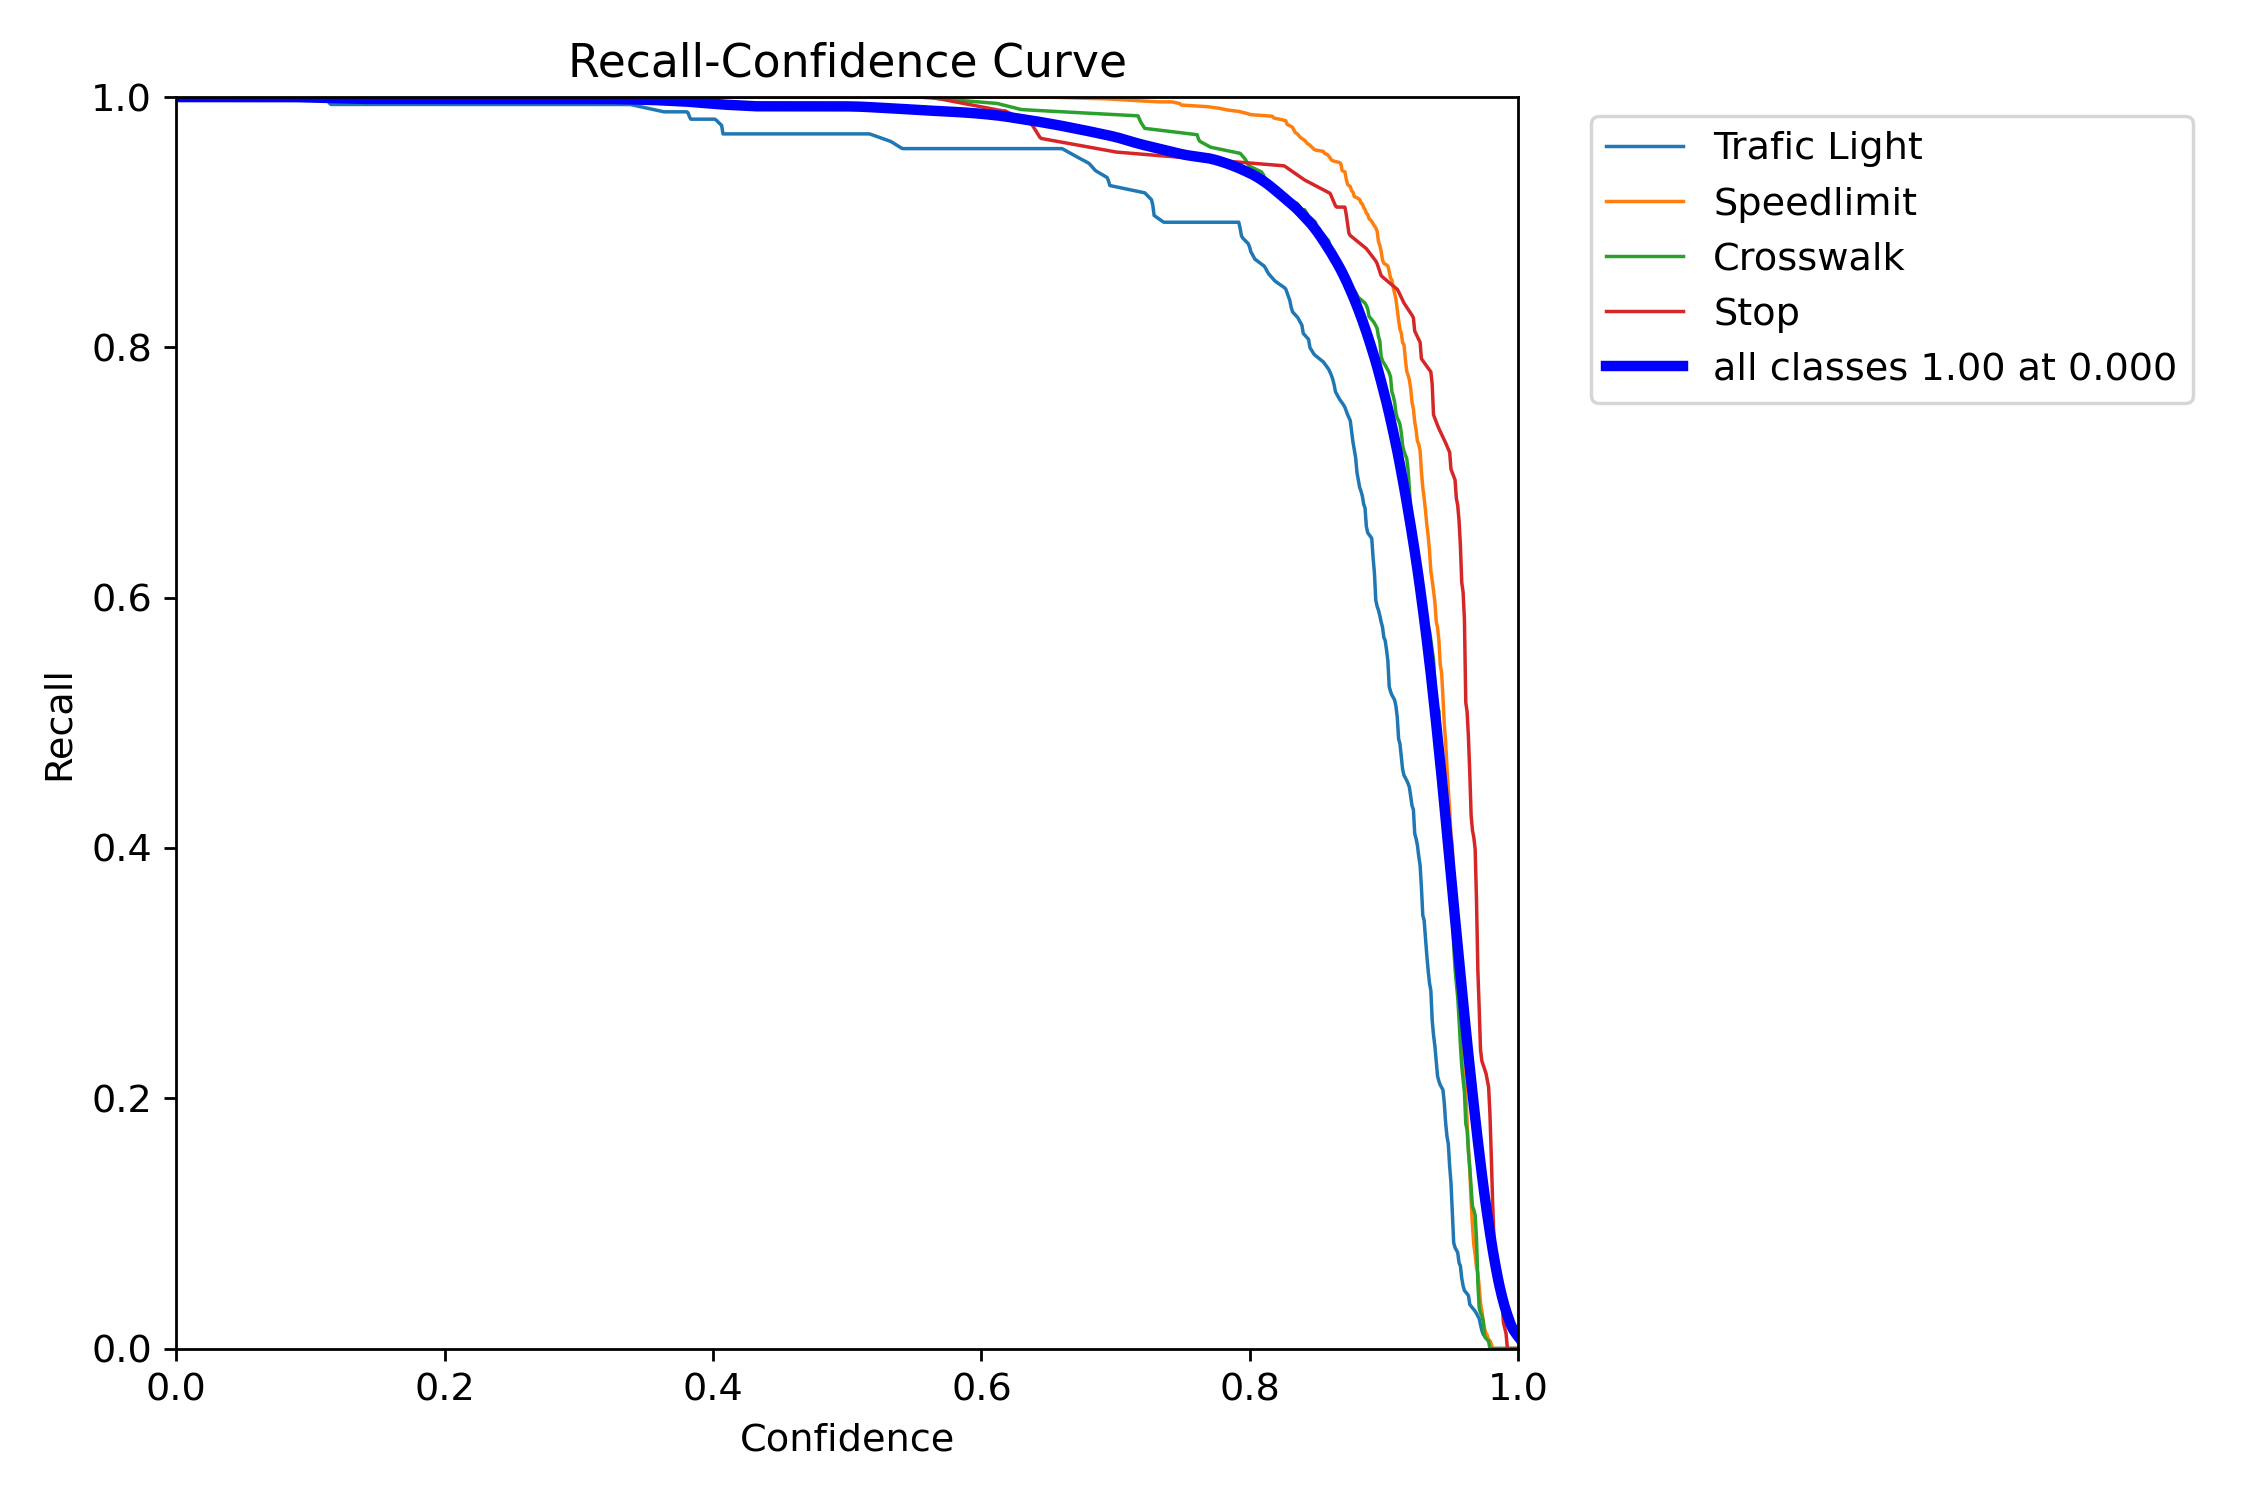 Recall-Confidence Curve
1.0
0.8
0.6
0.4
0.2
0.0
Recall
0.0 0.2 0.4 0.6 0.8 1.0
Confidence
Trafic Light
Speedlimit
Crosswalk
Stop
all classes 1.00 at 0.000